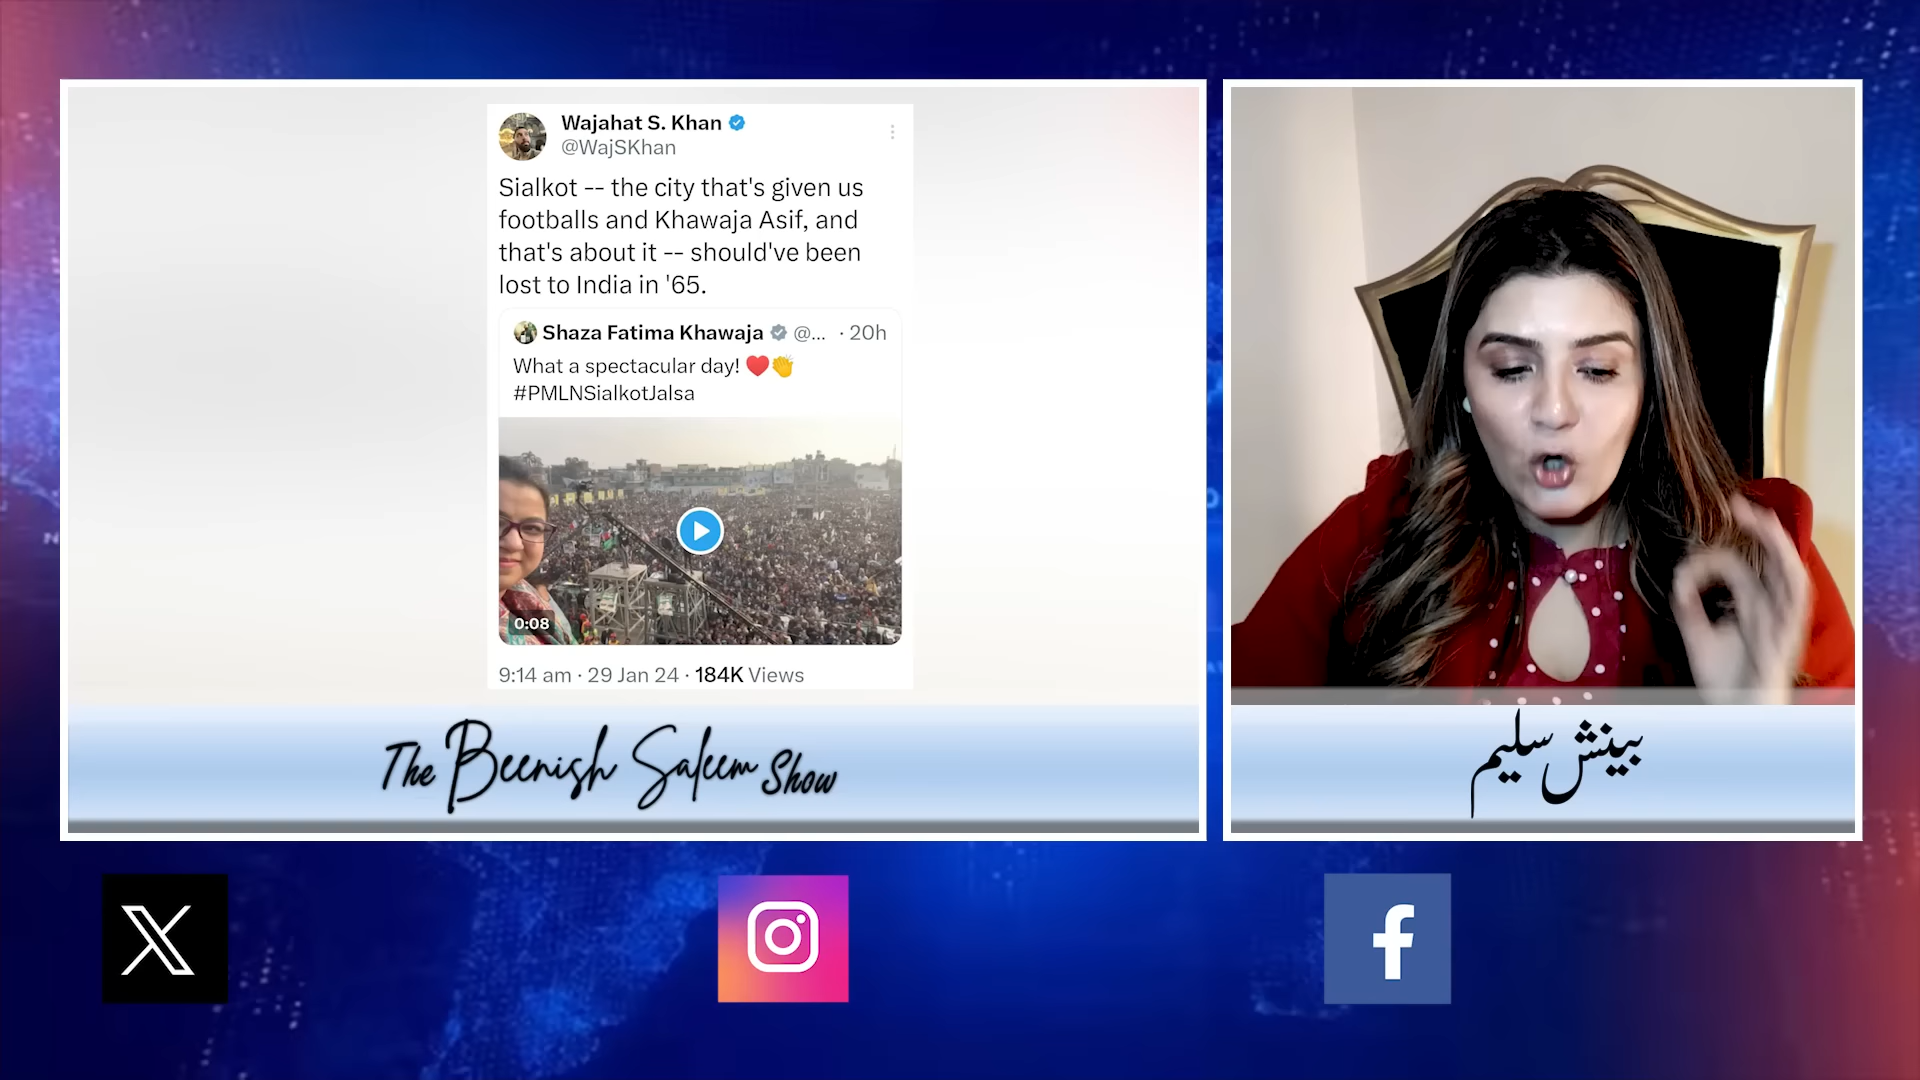 Wajahat S. Khan
@WajSKhan
Sialkot -- the city that's given us
footballs and Khawaja Asif, and
that's about it -- should've been
lost to India in '65.
Shaza Fatima Khawaja @... · 20h
What a spectacular day! ❤️👏
#PMLNSialkotJalsa
0:08
9:14 am · 29 Jan 24 · 184K Views
The Beenish Saleem Show
بینش سلیم